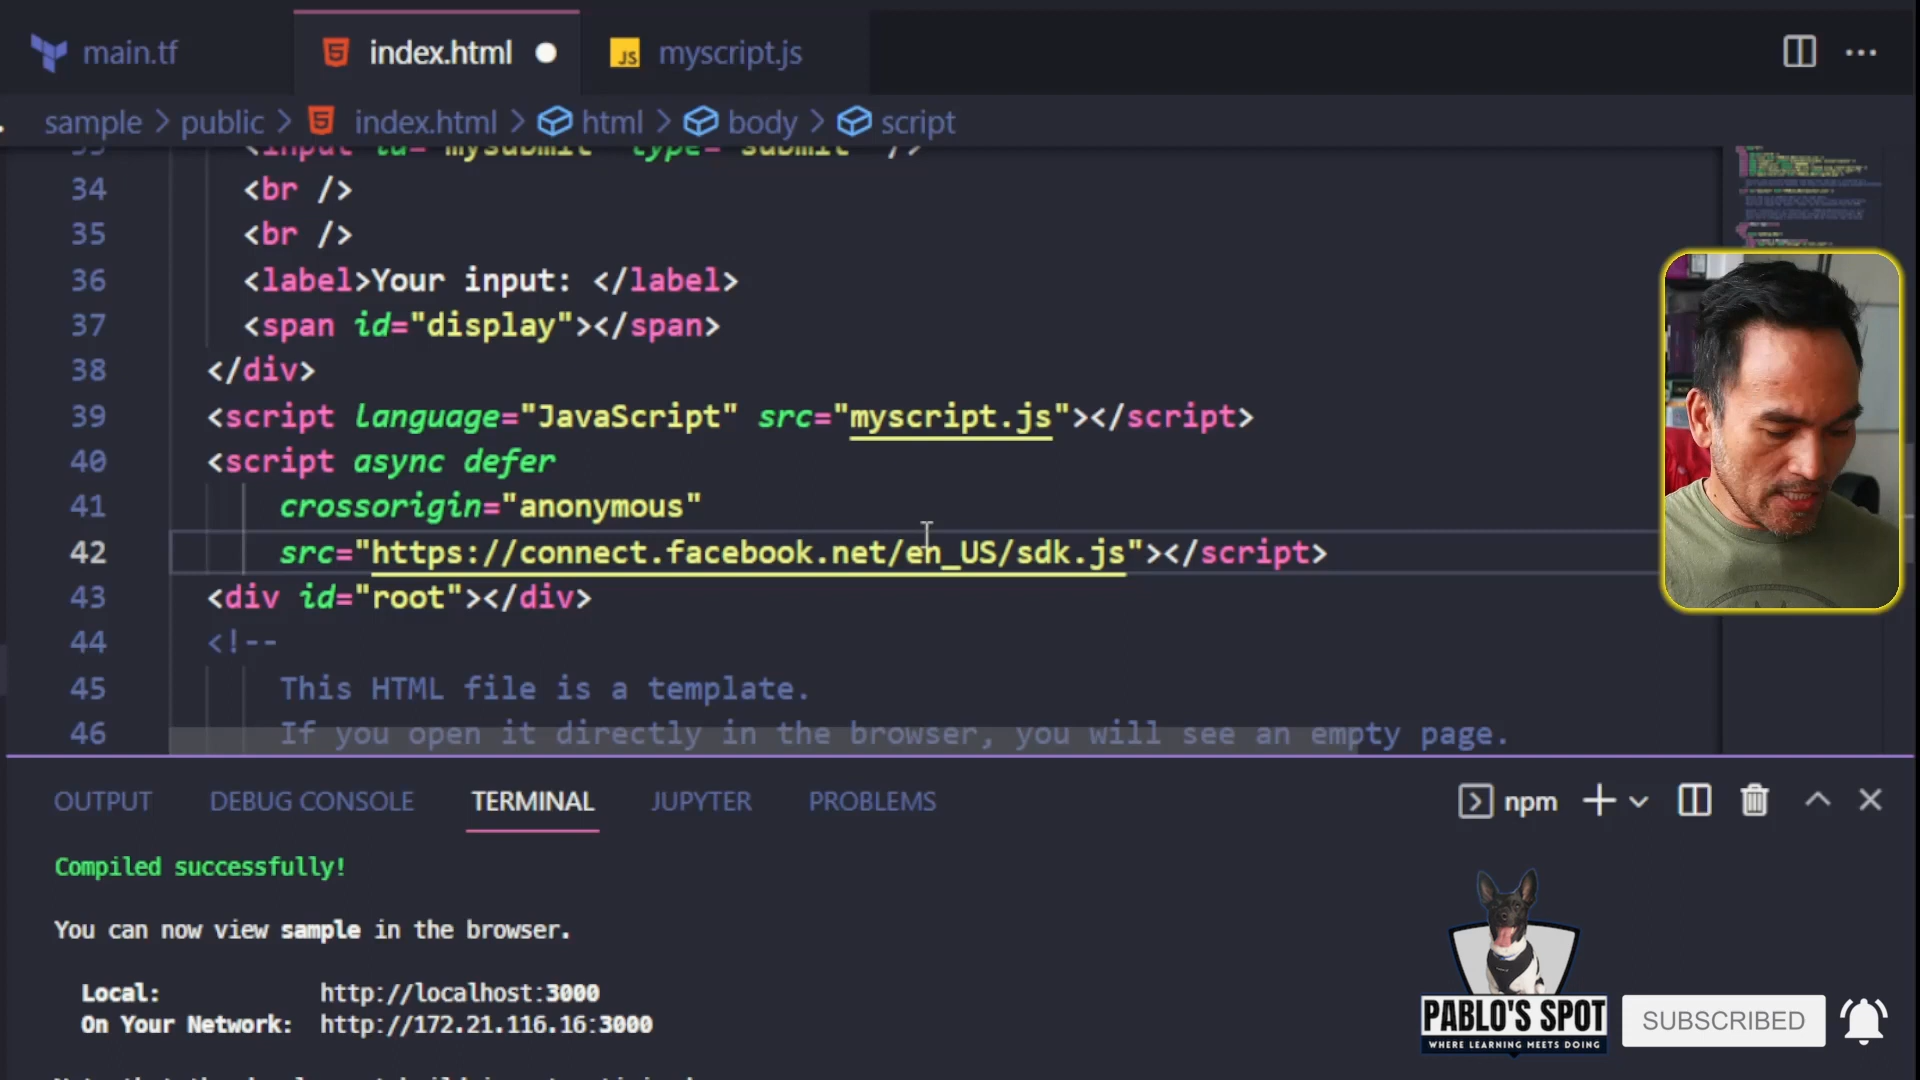 main.tf
index.html
JS myscript.js
sample > public > index.html > html > body > script
<input id="mysubmit" type="submit" />
34 <br />
35 <br />
36 <label>Your input: </label>
37 <span id="display"></span>
38 </div>
39 <script language="JavaScript" src="myscript.js"></script>
40 <script async defer
41 crossorigin="anonymous"
42 src="https://connect.facebook.net/en_US/sdk.js"></script>
43 <div id="root"></div>
44 <!--
45 This HTML file is a template.
46 If you open it directly in the browser, you will see an empty page.
OUTPUT DEBUG CONSOLE TERMINAL JUPYTER PROBLEMS
npm
Compiled successfully!
You can now view sample in the browser.
Local: http://localhost:3000
On Your Network: http://172.21.116.16:3000
PABLO'S SPOT
WHERE LEARNING MEETS DOING
SUBSCRIBED